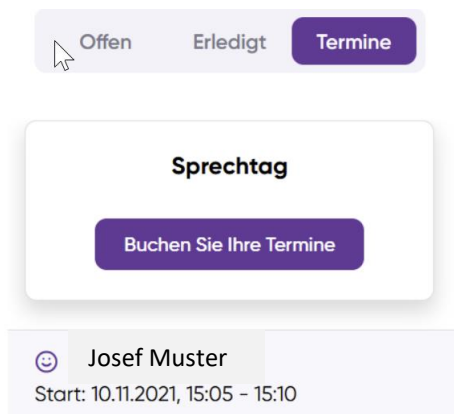 Offen Erledigt Termine
Sprechtag
Buchen Sie Ihre Termine
Josef Muster
Start: 10.11.2021, 15:05 - 15:10